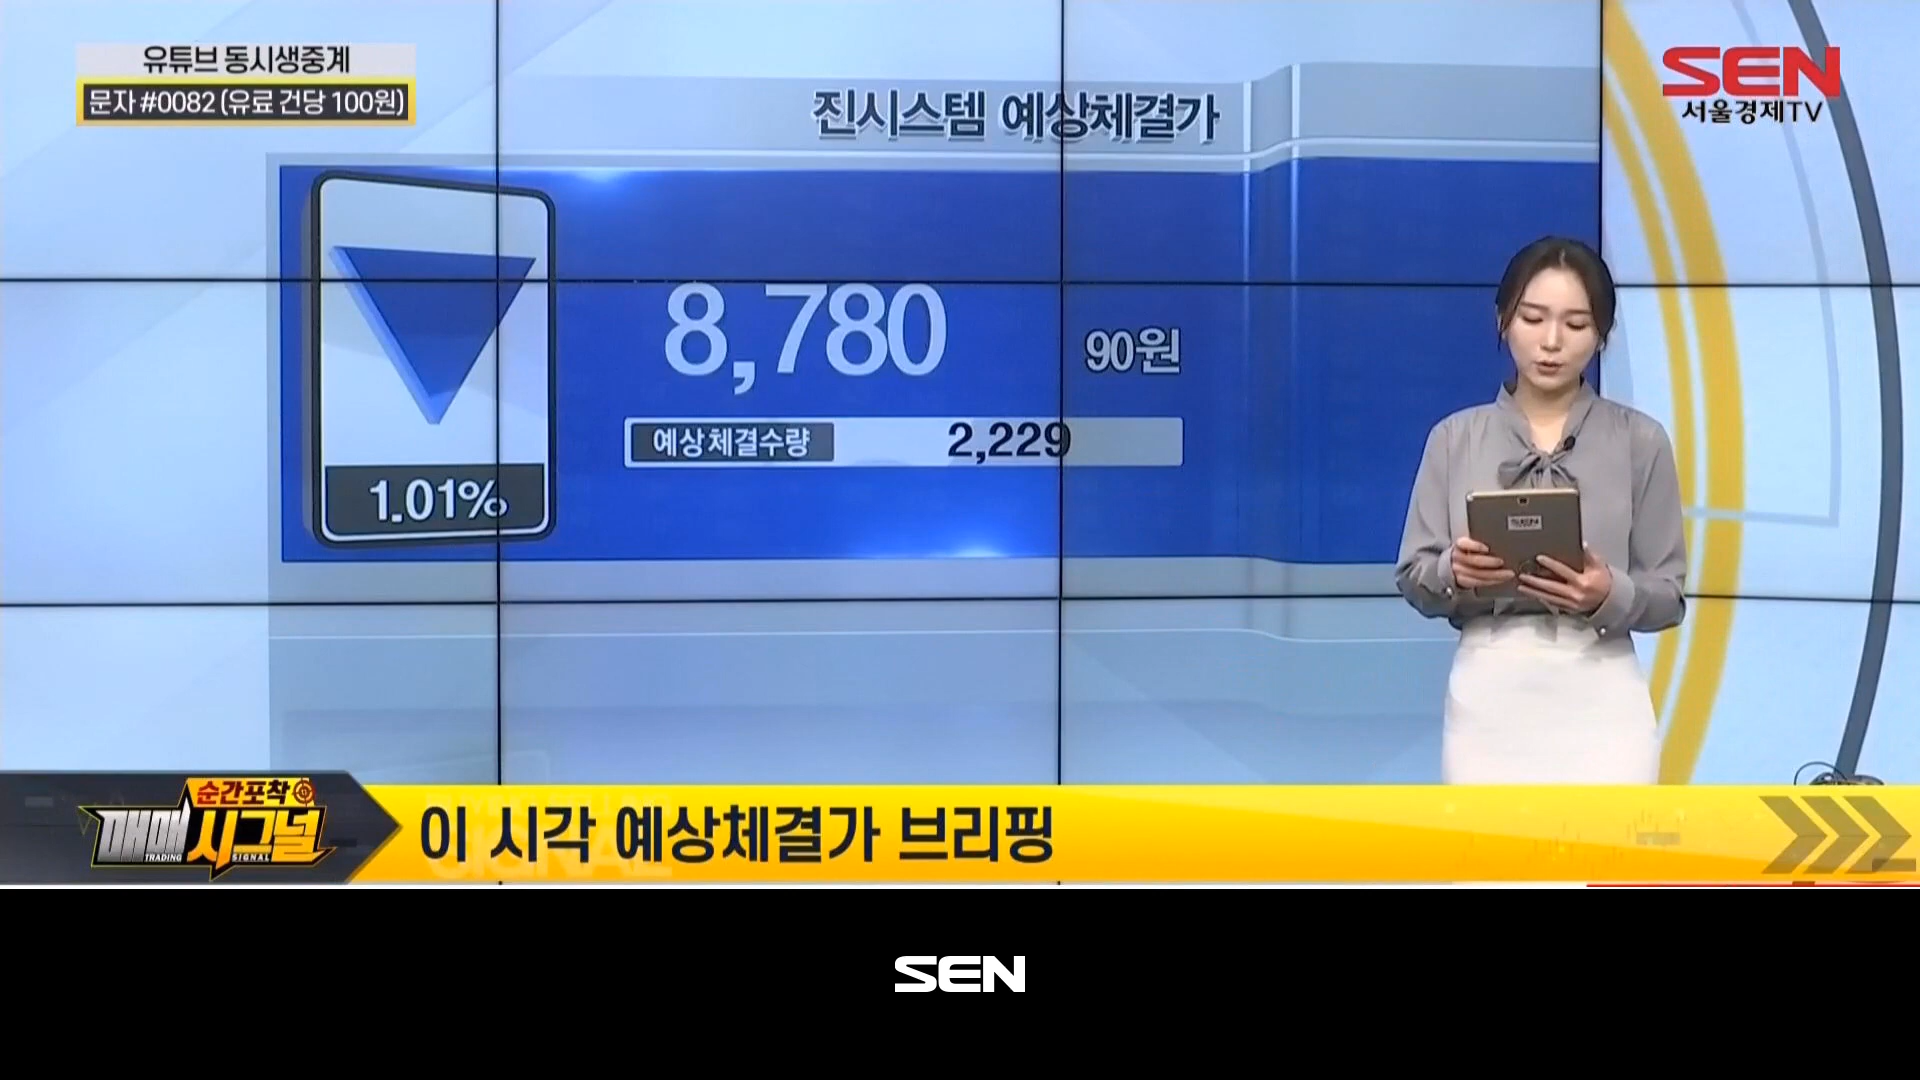 유튜브 동시생중계
문자 #0082 (유료 건당 100원)
SEN
서울경제TV
진시스템 예상체결가
8,780
90원
예상체결수량 2,229
1.01%
SEN
순간포착
매매 시그널
TRADING SIGNAL
이 시각 예상체결가 브리핑
SEN